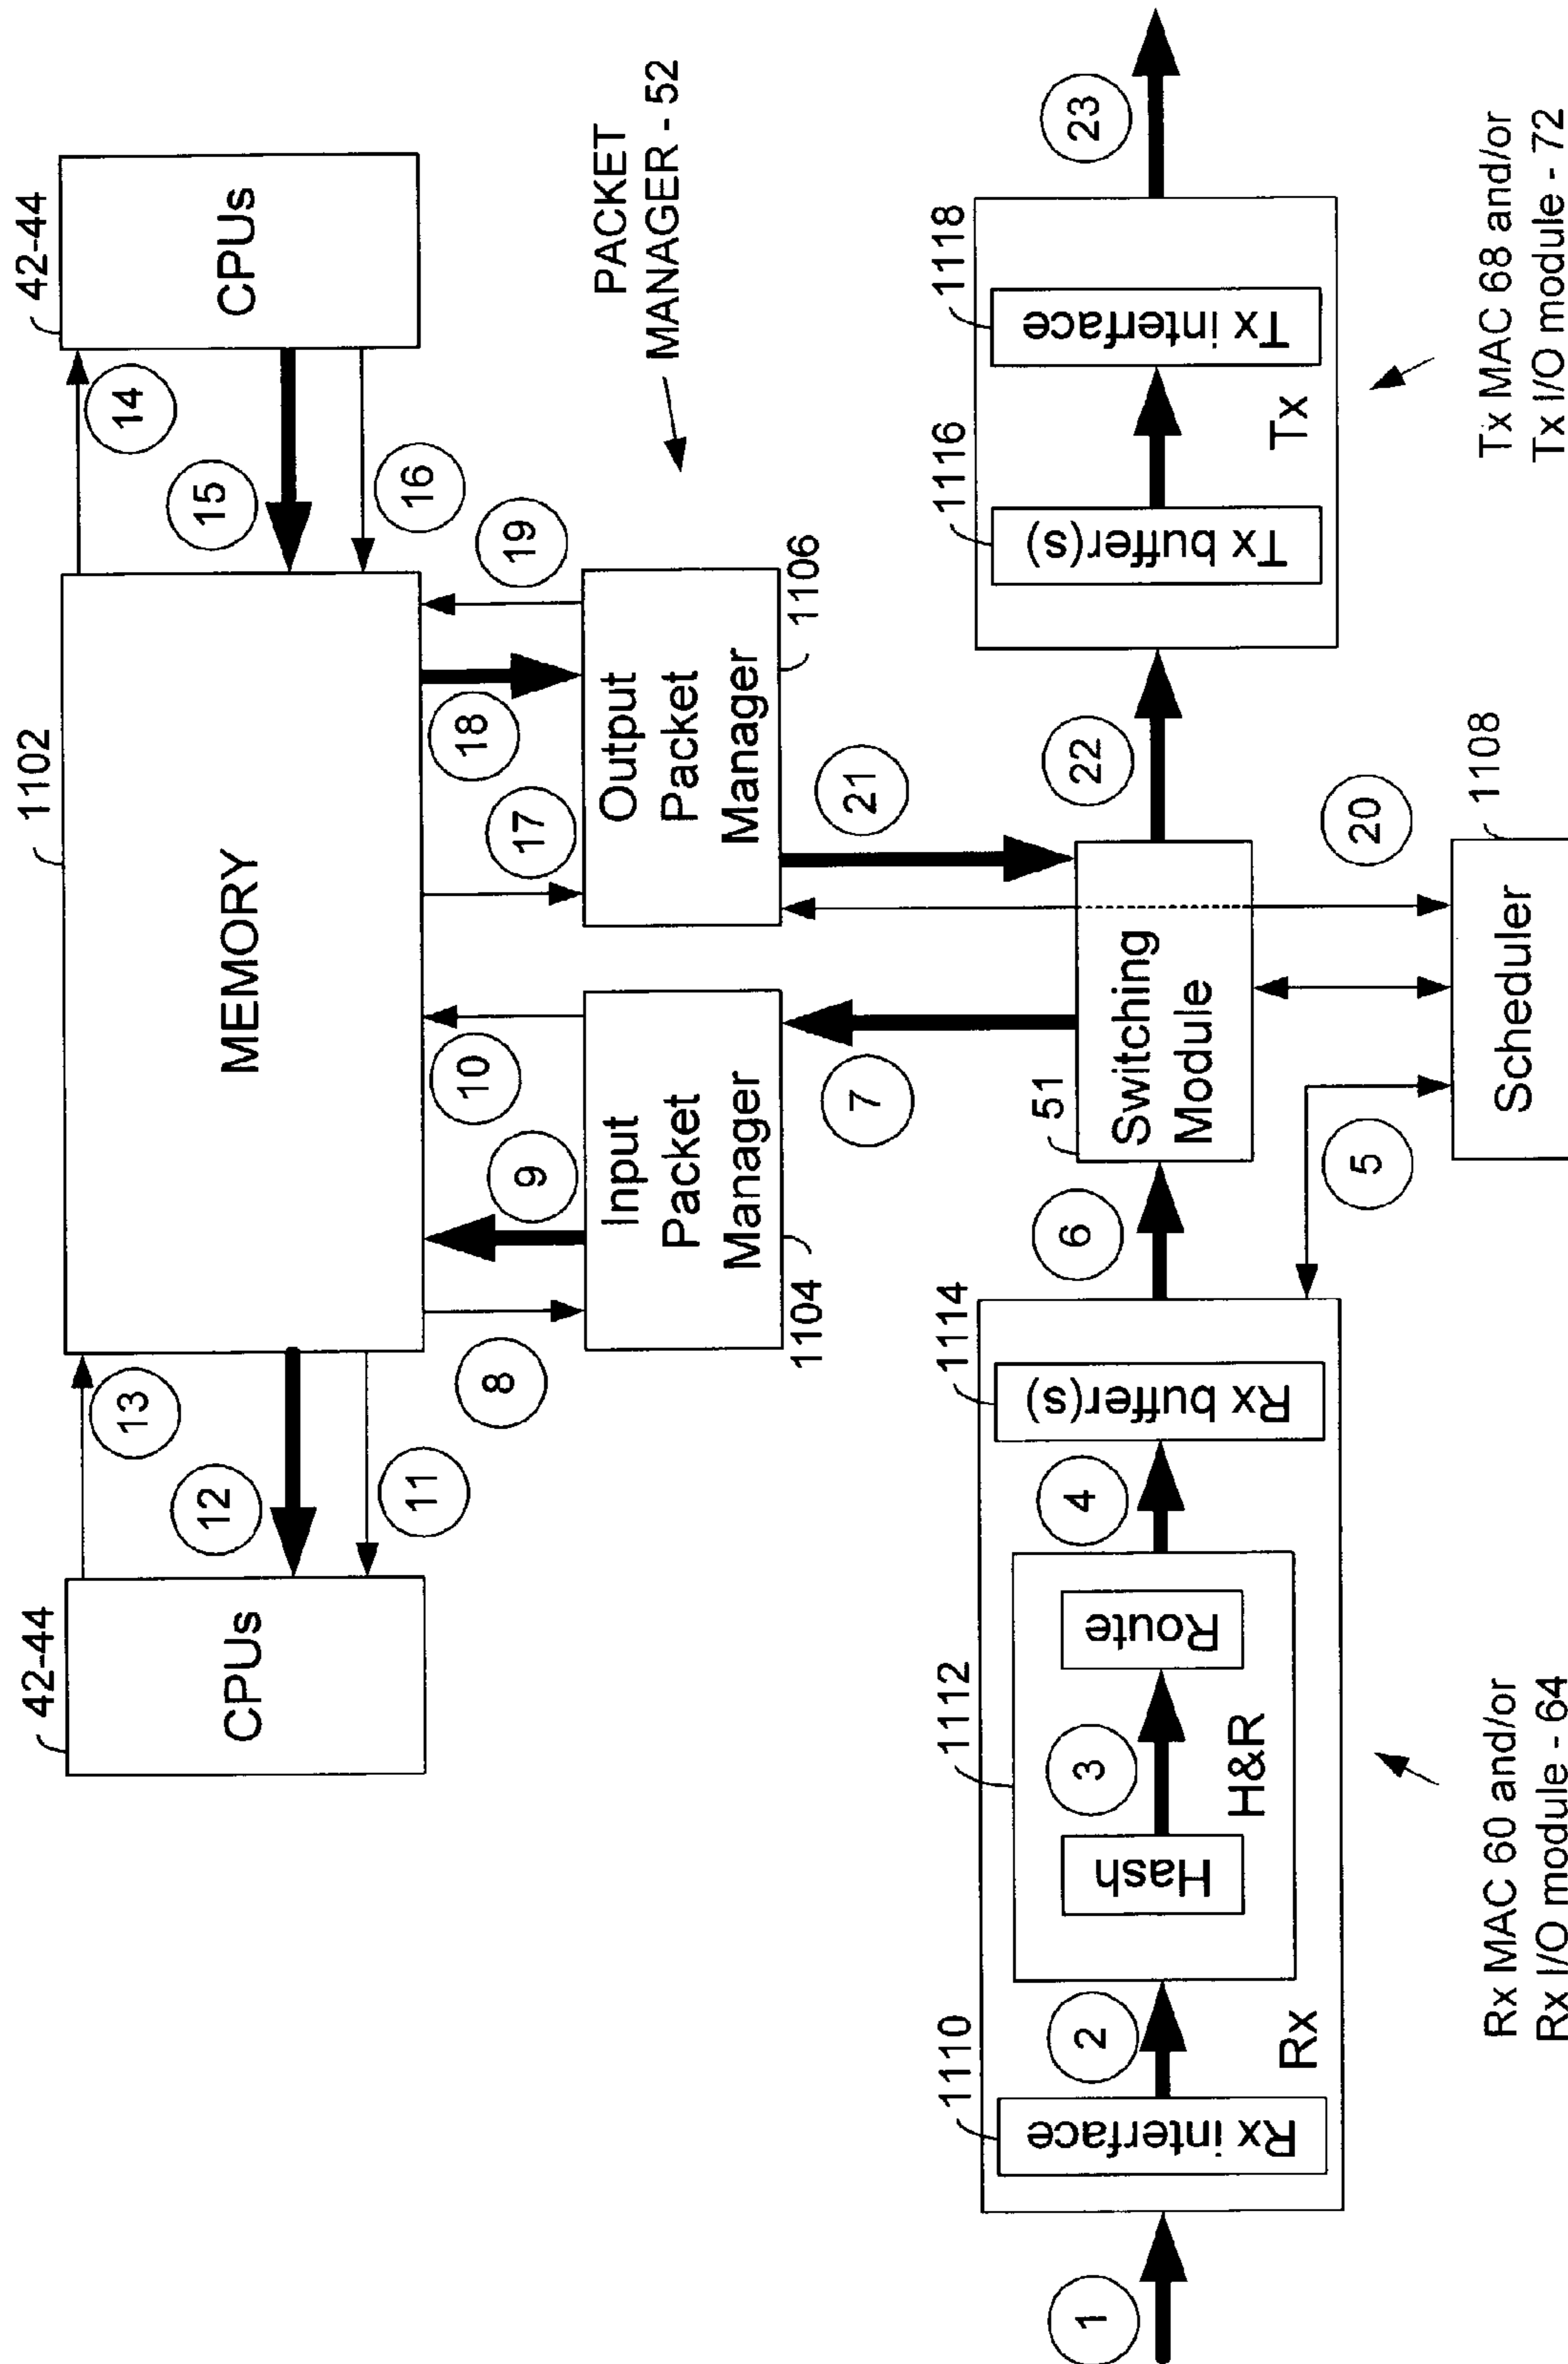 1102
42-44
CPUs
13
12
11
MEMORY
14
15
16
42-44
CPUs
8
9
10
17
18
19
PACKET
MANAGER - 52
Input
Packet
Manager
1104
Output
Packet
Manager
1106
7
21
1110
1112
1114
51
1116
1118
1
Rx interface
2
Hash
3
Route
H&R
4
Rx buffer(s)
Rx
6
Switching
Module
22
Tx buffer(s)
Tx interface
Tx
23
5
20
1108
Scheduler
Rx MAC 60 and/or
Rx I/O module - 64
Tx MAC 68 and/or
Tx I/O module - 72